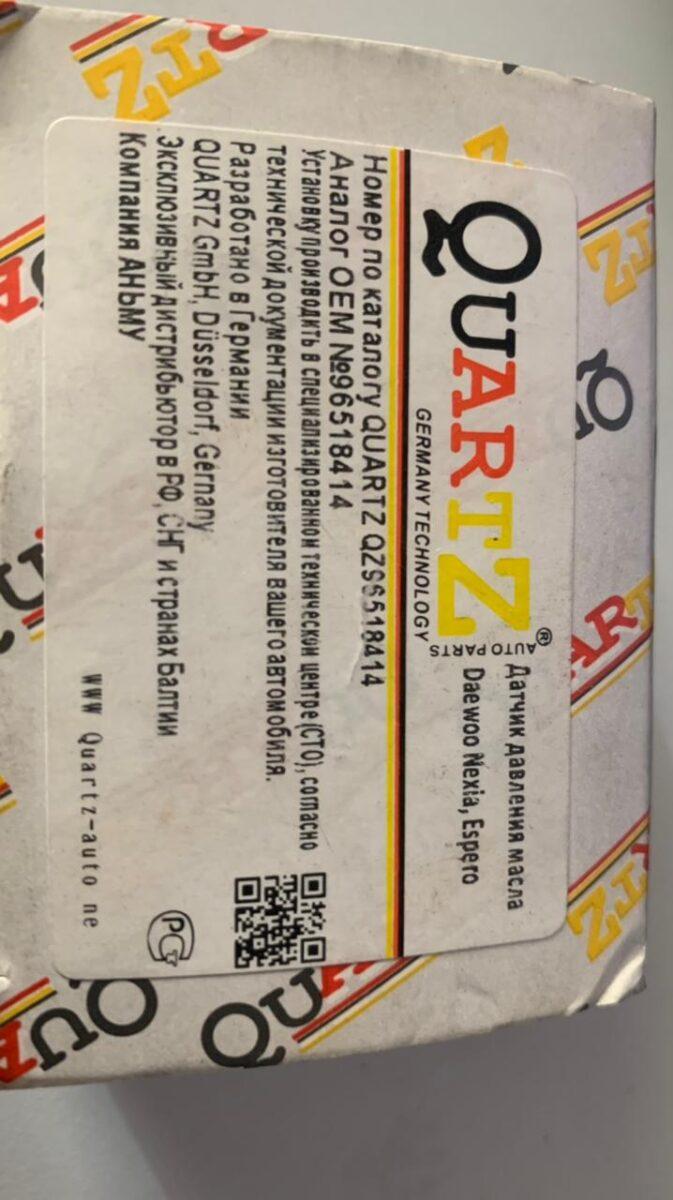 QUARTZ®
AUTO PARTS
GERMANY TECHNOLOGY
Датчик давления масла
Daewoo Nexia, Espero
Номер по каталогу QUARTZ QZ96518414
Аналог OEM №96518414
Установку производить в специализированном техническом центре (СТО), согласно
технической документации изготовителя вашего автомобиля.
Разработано в Германии
QUARTZ GmbH, Düsseldorf, Gernany
Эксклюзивный дистрибьютор в РФ, СНГ и странах Балтии
Компания АНЬМУ
WWW Quartz-auto ne
РСТ